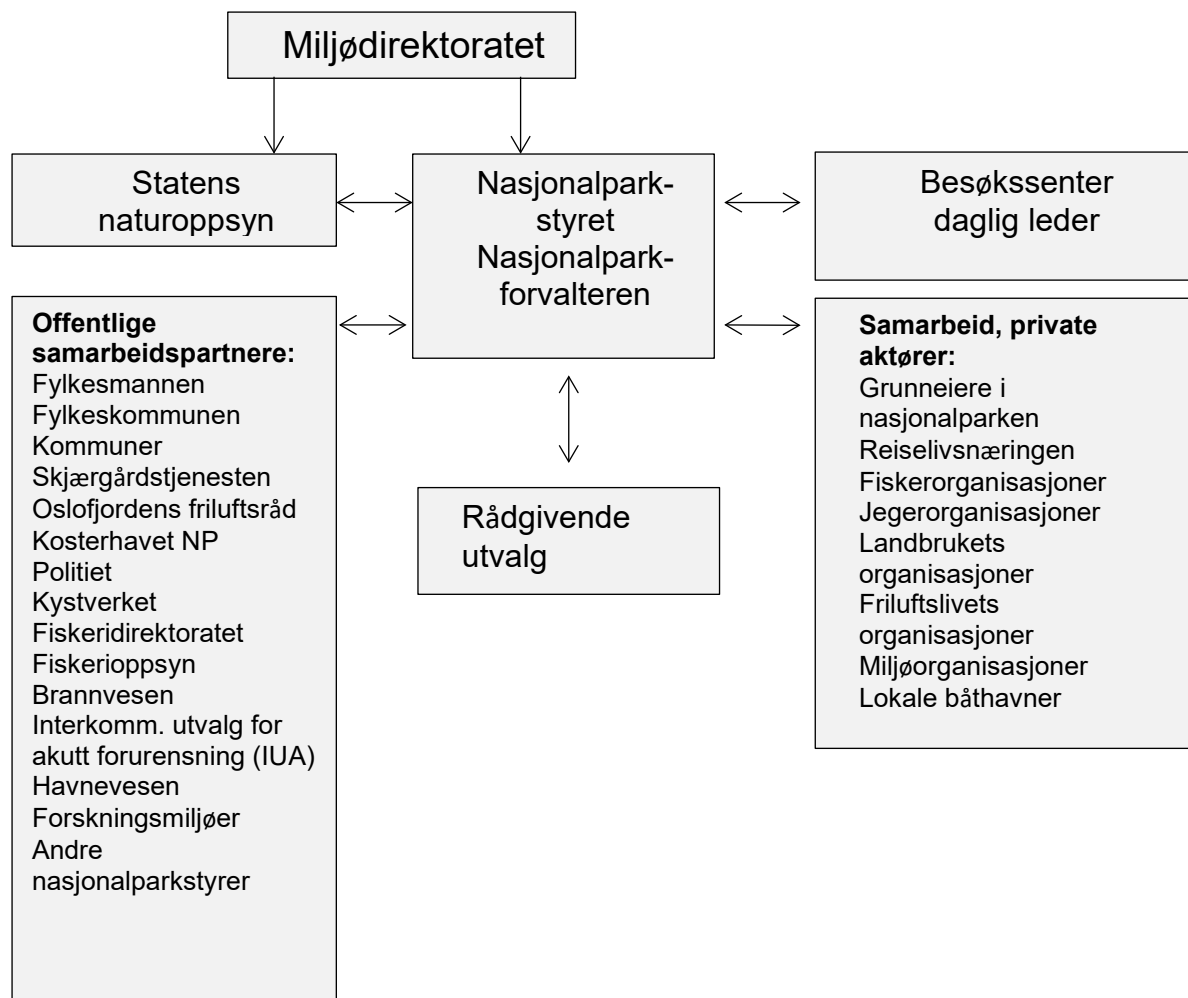 Miljødirektoratet
Statens
naturoppsyn
Nasjonalpark-
styret
Nasjonalpark-
forvalteren
Besøkssenter
daglig leder
Offentlige
samarbeidspartnere:
Fylkesmannen
Fylkeskommunen
Kommuner
Skjærgårdstjenesten
Oslofjordens friluftsråd
Kosterhavet NP
Politiet
Kystverket
Fiskeridirektoratet
Fiskerioppsyn
Brannvesen
Interkomm. utvalg for
akutt forurensning (IUA)
Havnevesen
Forskningsmiljøer
Andre
nasjonalparkstyrer
Rådgivende
utvalg
Samarbeid, private
aktører:
Grunneiere i
nasjonalparken
Reiselivsnæringen
Fiskerorganisasjoner
Jegerorganisasjoner
Landbrukets
organisasjoner
Friluftslivets
organisasjoner
Miljøorganisasjoner
Lokale båthavner